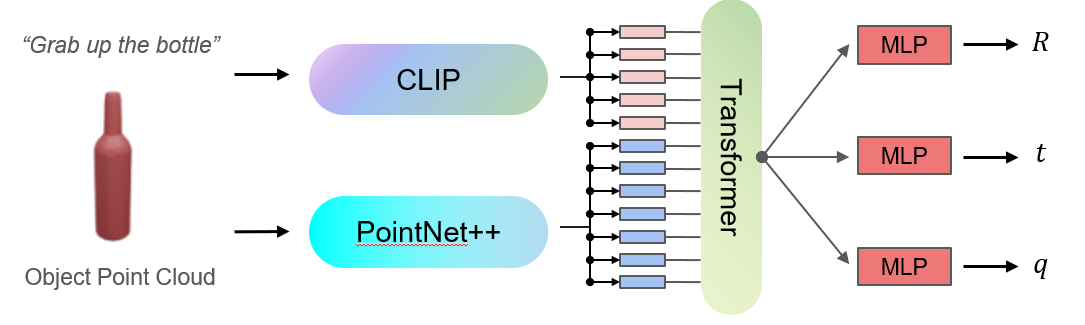 “Grab up the bottle”
Object Point Cloud
CLIP
PointNet++
Transformer
MLP
R
MLP
t
MLP
q